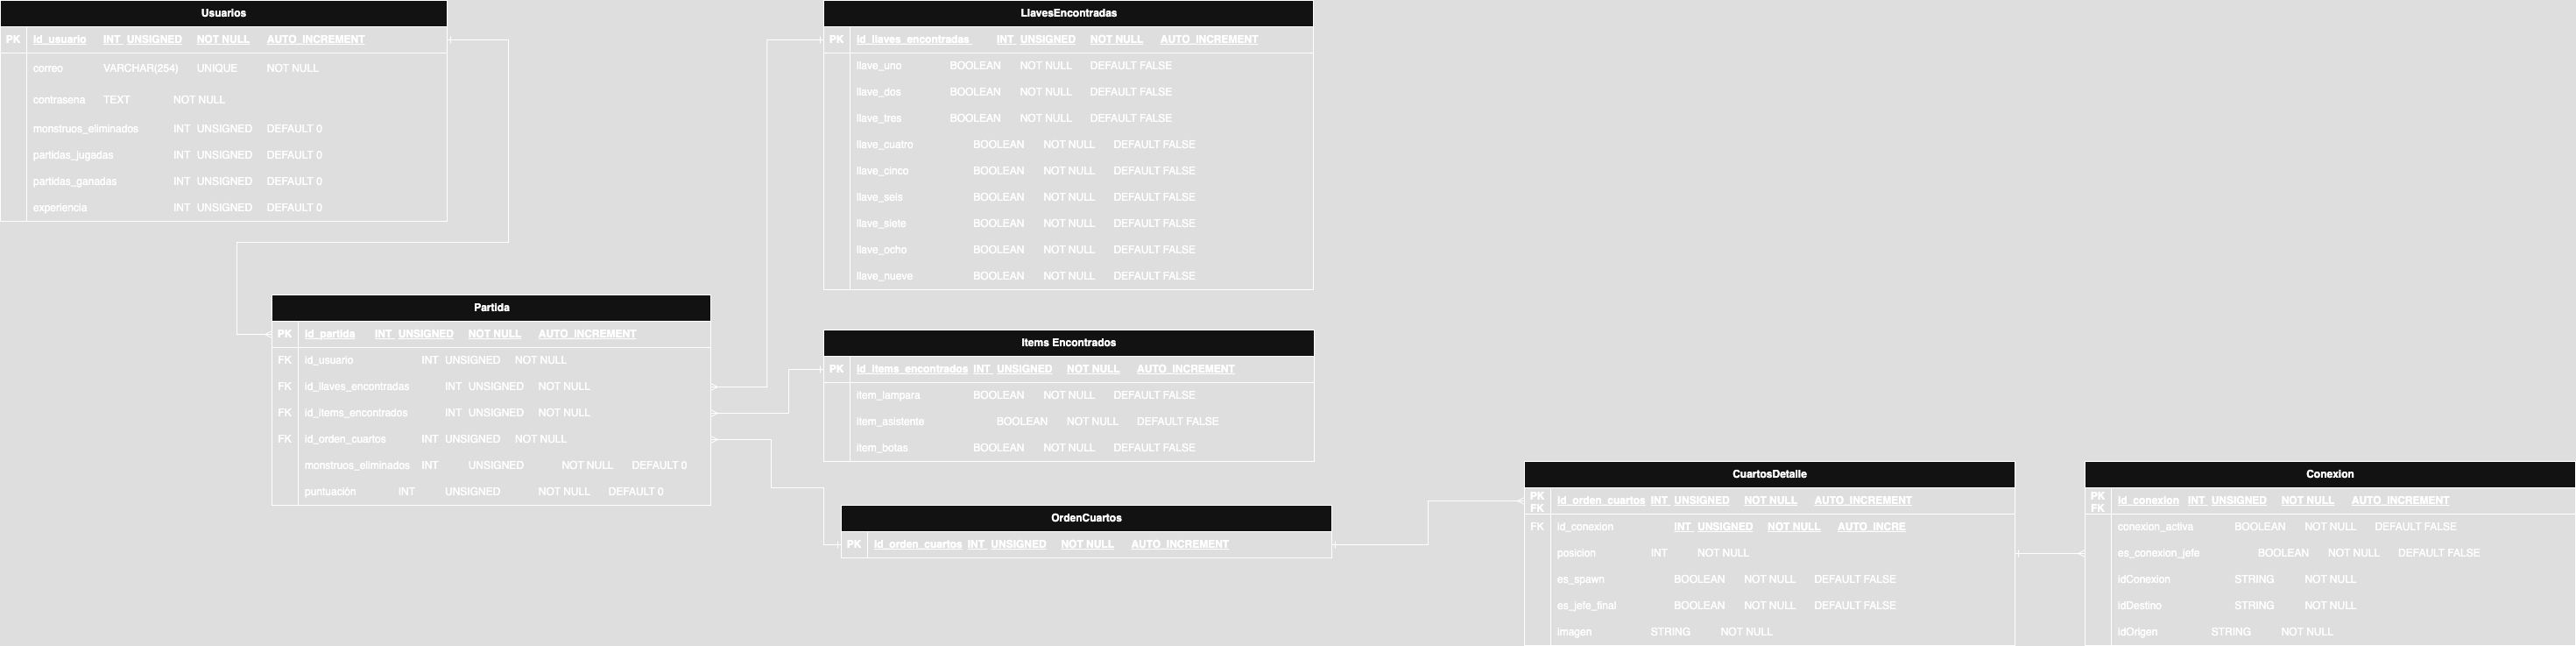 Usuarios
PK id_usuario INT UNSIGNED NOT NULL AUTO_INCREMENT
correo VARCHAR(254) UNIQUE NOT NULL
contrasena TEXT NOT NULL
monstruos_eliminados INT UNSIGNED DEFAULT 0
partidas_jugadas INT UNSIGNED DEFAULT 0
partidas_ganadas INT UNSIGNED DEFAULT 0
experiencia INT UNSIGNED DEFAULT 0
LlavesEncontradas
PK id_llaves_encontradas INT UNSIGNED NOT NULL AUTO_INCREMENT
llave_uno BOOLEAN NOT NULL DEFAULT FALSE
llave_dos BOOLEAN NOT NULL DEFAULT FALSE
llave_tres BOOLEAN NOT NULL DEFAULT FALSE
llave_cuatro BOOLEAN NOT NULL DEFAULT FALSE
llave_cinco BOOLEAN NOT NULL DEFAULT FALSE
llave_seis BOOLEAN NOT NULL DEFAULT FALSE
llave_siete BOOLEAN NOT NULL DEFAULT FALSE
llave_ocho BOOLEAN NOT NULL DEFAULT FALSE
llave_nueve BOOLEAN NOT NULL DEFAULT FALSE
Partida
PK id_partida INT UNSIGNED NOT NULL AUTO_INCREMENT
FK id_usuario INT UNSIGNED NOT NULL
FK id_llaves_encontradas INT UNSIGNED NOT NULL
FK id_items_encontrados INT UNSIGNED NOT NULL
FK id_orden_cuartos INT UNSIGNED NOT NULL
monstruos_eliminados INT UNSIGNED NOT NULL DEFAULT 0
puntuación INT UNSIGNED NOT NULL DEFAULT 0
Items Encontrados
PK id_items_encontrados INT UNSIGNED NOT NULL AUTO_INCREMENT
item_lampara BOOLEAN NOT NULL DEFAULT FALSE
item_asistente BOOLEAN NOT NULL DEFAULT FALSE
item_botas BOOLEAN NOT NULL DEFAULT FALSE
OrdenCuartos
PK id_orden_cuartos INT UNSIGNED NOT NULL AUTO_INCREMENT
CuartosDetalle
PK FK id_orden_cuartos INT UNSIGNED NOT NULL AUTO_INCREMENT
FK id_conexion INT UNSIGNED NOT NULL AUTO_INCRE
posicion INT NOT NULL
es_spawn BOOLEAN NOT NULL DEFAULT FALSE
es_jefe_final BOOLEAN NOT NULL DEFAULT FALSE
imagen STRING NOT NULL
Conexion
PK FK id_conexion INT UNSIGNED NOT NULL AUTO_INCREMENT
conexion_activa BOOLEAN NOT NULL DEFAULT FALSE
es_conexion_jefe BOOLEAN NOT NULL DEFAULT FALSE
idConexion STRING NOT NULL
idDestino STRING NOT NULL
idOrigen STRING NOT NULL